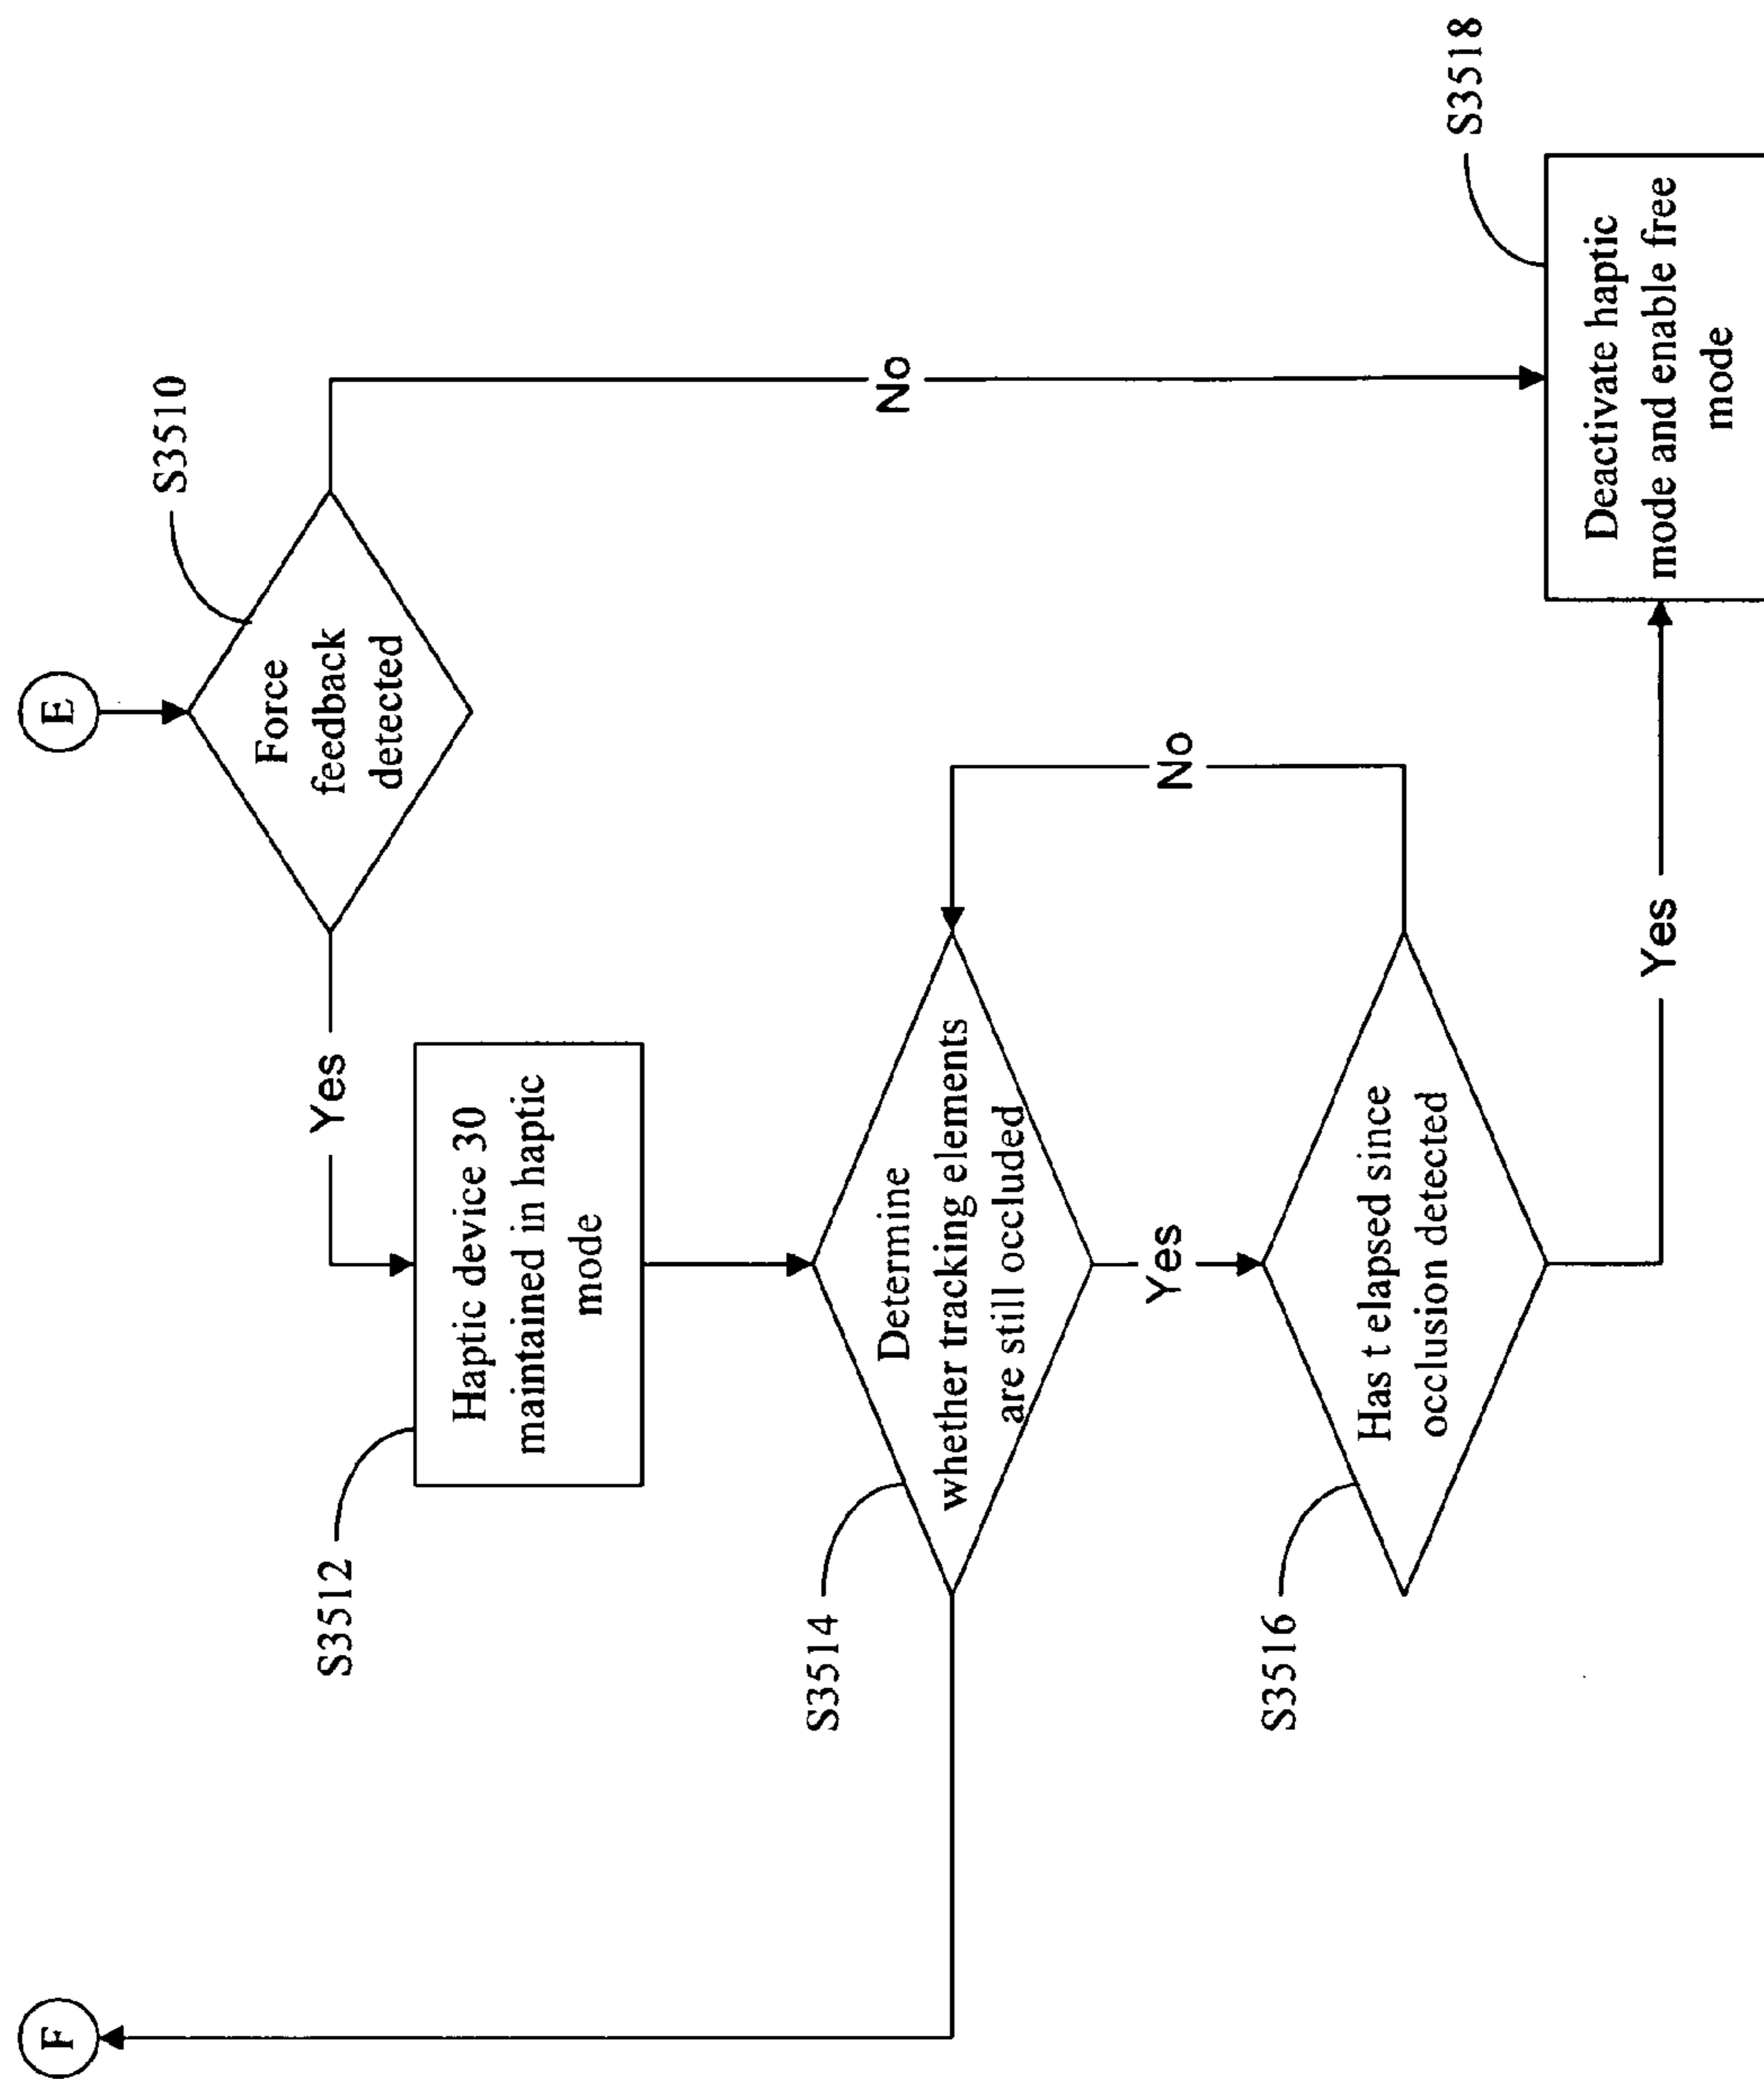 E
S3510
Force
feedback
detected
Yes
No
S3512
Haptic device 30
maintained in haptic
mode
F
S3514
Determine
whether tracking elements
are still occluded
No
Yes
S3516
Has t elapsed since
occlusion detected
Yes
S3518
Deactivate haptic
mode and enable free
mode